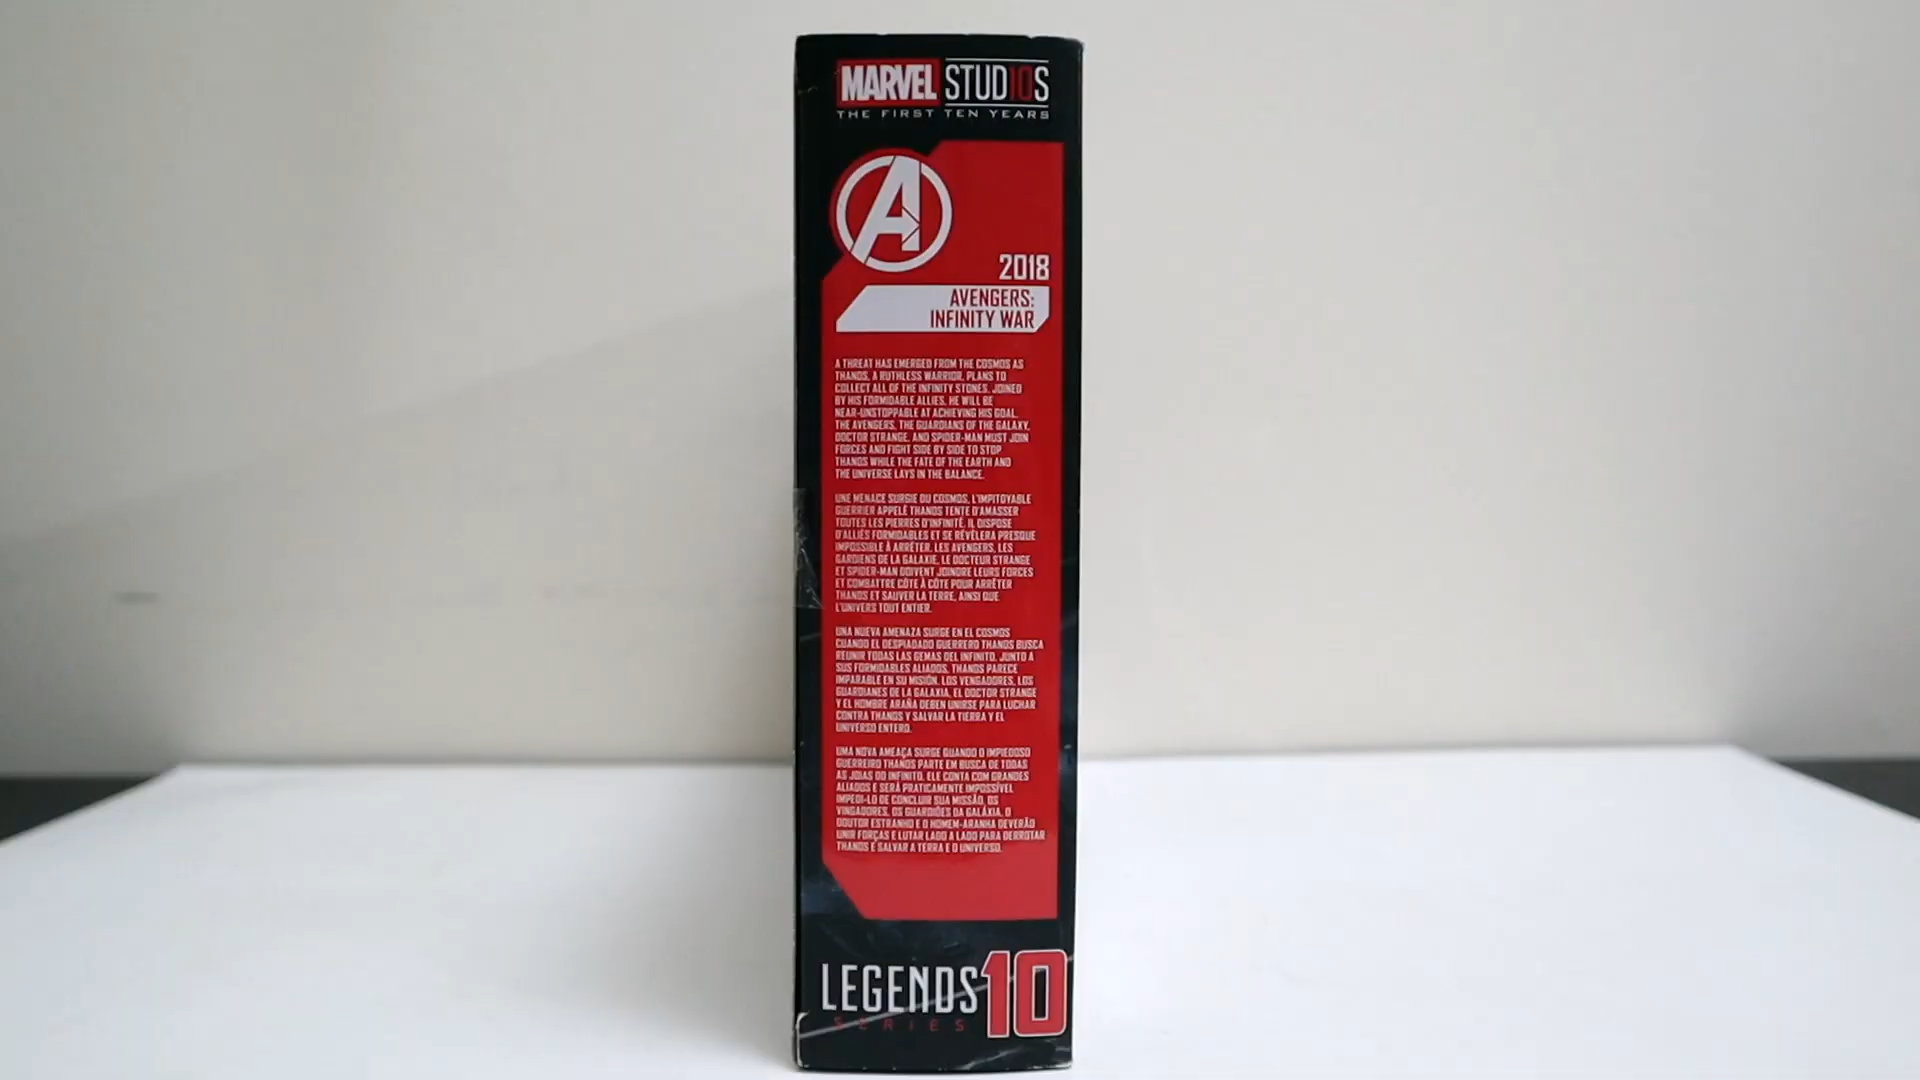 MARVEL STUD10S
THE FIRST TEN YEARS
A
2018
AVENGERS:
INFINITY WAR
A THREAT HAS EMERGED FROM THE COSMOS AS
THANOS, A RUTHLESS WARRIOR, PLANS TO
COLLECT ALL OF THE INFINITY STONES. JOINED
BY HIS FORMIDABLE ALLIES, HE WILL BE
NEAR-UNSTOPPABLE AT ACHIEVING HIS GOAL.
THE AVENGERS, THE GUARDIANS OF THE GALAXY,
DOCTOR STRANGE, AND SPIDER-MAN MUST JOIN
FORCES AND FIGHT SIDE BY SIDE TO STOP
THANOS WHILE THE FATE OF THE EARTH AND
THE UNIVERSE LAYS IN THE BALANCE.
UNE MENACE SURGIE DU COSMOS, L'IMPITOYABLE
GUERRIER APPELÉ THANOS TENTE D'AMASSER
TOUTES LES PIERRES D'INFINITÉ. IL DISPOSE
D'ALLIÉS FORMIDABLES ET SE RÉVÉLERA PRESQUE
IMPOSSIBLE À ARRÊTER. LES AVENGERS, LES
GARDIENS DE LA GALAXIE, LE DOCTEUR STRANGE
ET SPIDER-MAN DOIVENT JOINDRE LEURS FORCES
ET COMBATTRE CÔTE À CÔTE POUR ARRÊTER
THANOS ET SAUVER LA TERRE, AINSI QUE
L'UNIVERS TOUT ENTIER.
UNA NUEVA AMENAZA SURGE EN EL COSMOS
CUANDO EL DESPIADADO GUERRERO THANOS BUSCA
REUNIR TODAS LAS GEMAS DEL INFINITO. JUNTO A
SUS FORMIDABLES ALIADOS, THANOS PARECE
IMPARABLE EN SU MISIÓN. LOS VENGADORES, LOS
GUARDIANES DE LA GALAXIA, EL DOCTOR STRANGE
Y EL HOMBRE ARAÑA DEBEN UNIRSE PARA LUCHAR
CONTRA THANOS Y SALVAR LA TIERRA Y EL
UNIVERSO ENTERO.
UMA NOVA AMEAÇA SURGE QUANDO O IMPIEDOSO
GUERREIRO THANOS PARTE EM BUSCA DE TODAS
AS JOIAS DO INFINITO. ELE CONTA COM GRANDES
ALIADOS E SERÁ PRATICAMENTE IMPOSSÍVEL
IMPEDI-LO DE CONCLUIR SUA MISSÃO. OS
VINGADORES, OS GUARDIÕES DA GALÁXIA, O
DOUTOR ESTRANHO E O HOMEM-ARANHA DEVERÃO
UNIR FORÇAS E LUTAR LADO A LADO PARA DERROTAR
THANOS E SALVAR A TERRA E O UNIVERSO.
LEGENDS 10
SERIES